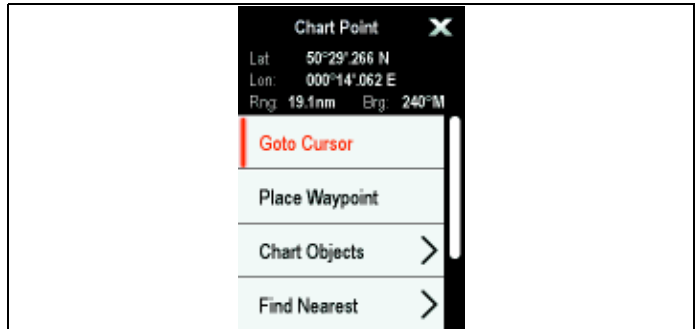 Chart Point X
Lat 50°29'.266 N
Lon: 000°14'.062 E
Rng: 19.1nm Brg: 240°M
Goto Cursor
Place Waypoint
Chart Objects >
Find Nearest >